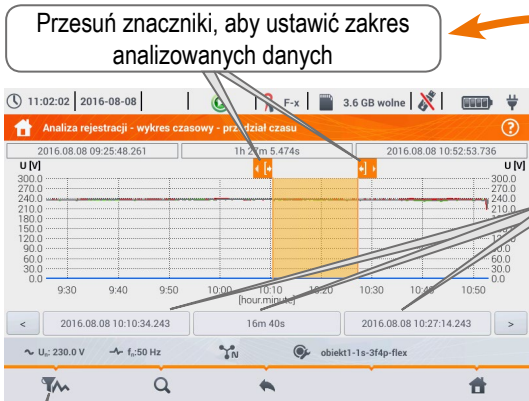 Przesuń znaczniki, aby ustawić zakres
analizowanych danych
11:02:02 2016-08-08 F-x 3.6 GB wolne
Analiza rejestracji - wykres czasowy - przedział czasu ?
2016.08.08 09:25:48.261 1h 27m 5.474s 2016.08.08 10:52:53.736
U [V] U [V]
300.0 300.0
270.0 270.0
240.0 240.0
210.0 210.0
180.0 180.0
150.0 150.0
120.0 120.0
90.0 90.0
60.0 60.0
30.0 30.0
0.0 0.0
9:30 9:40 9:50 10:00 10:10 10:20 10:30 10:40 10:50
[hour:minute]
< 2016.08.08 10:10:34.243 16m 40s 2016.08.08 10:27:14.243 >
Uₙ: 230.0 V fₙ:50 Hz N obiekt1-1s-3f4p-flex